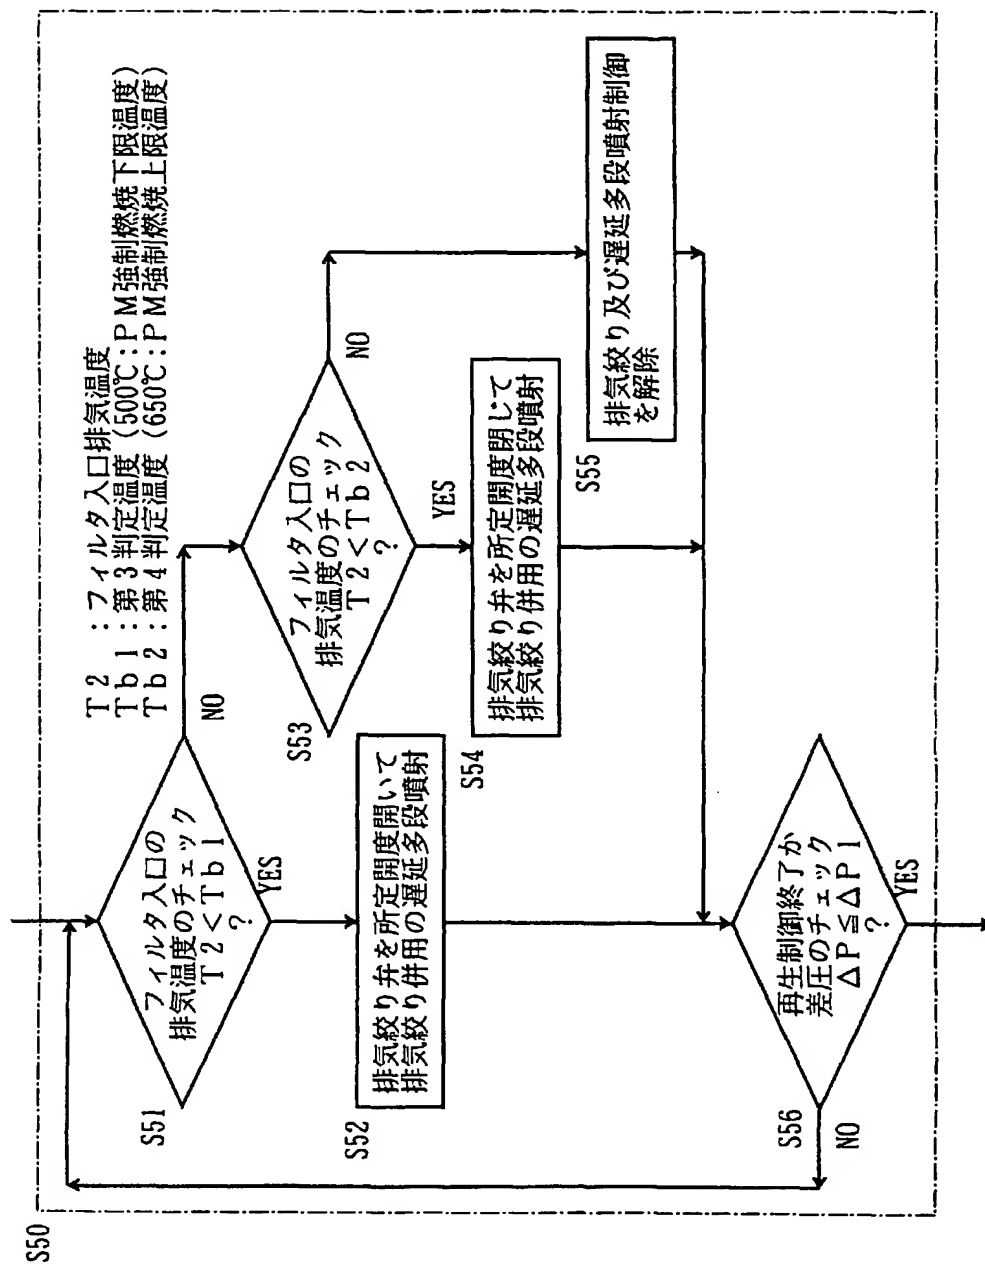 S50
T2 :フィルタ入口排気温度
Tb1:第3判定温度(500℃:PM強制燃焼下限温度)
Tb2:第4判定温度(650℃:PM強制燃焼上限温度)
S51
フィルタ入口の
排気温度のチェック
T2<Tb1
?
NO
YES
S52
排気絞り弁を所定開度開いて
排気絞り併用の遅延多段噴射
S53
フィルタ入口の
排気温度のチェック
T2<Tb2
?
NO
YES
S54
排気絞り弁を所定開度閉じて
排気絞り併用の遅延多段噴射
S55
排気絞り及び遅延多段噴射制御
を解除
S56
再生制御終了か
差圧のチェック
ΔP≦ΔP1
?
NO
YES